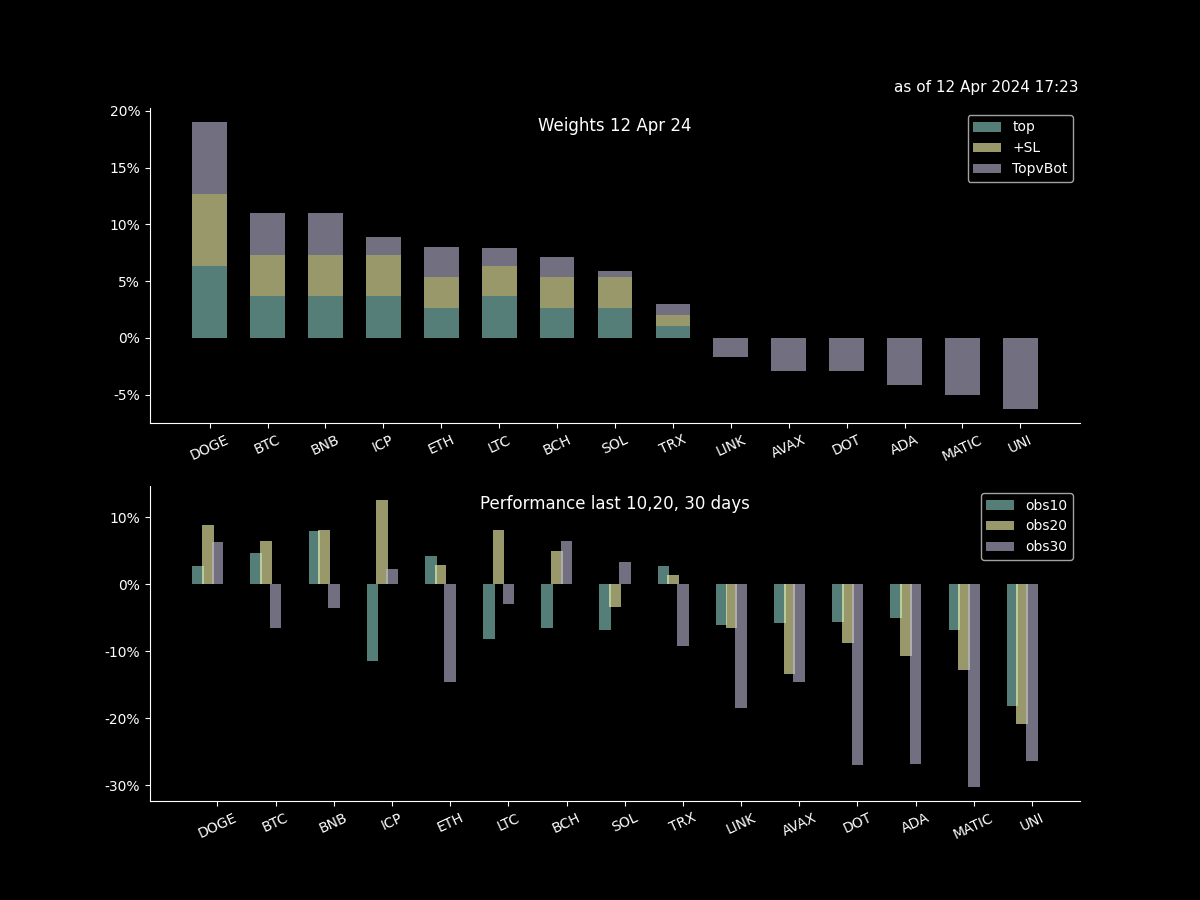 as of 12 Apr 2024 17:23
Weights 12 Apr 24
top
+SL
TopvBot
20%
15%
10%
5%
0%
-5%
DOGE BTC BNB ICP ETH LTC BCH SOL TRX LINK AVAX DOT ADA MATIC UNI
Performance last 10,20, 30 days
obs10
obs20
obs30
10%
0%
-10%
-20%
-30%
DOGE BTC BNB ICP ETH LTC BCH SOL TRX LINK AVAX DOT ADA MATIC UNI